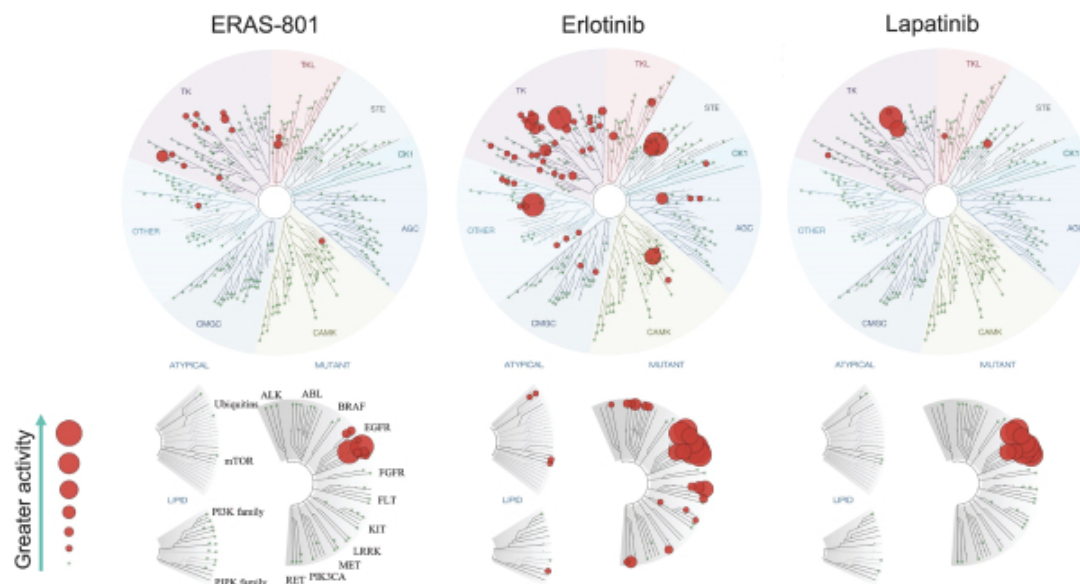 ERAS-801
Erlotinib
Lapatinib
TK
TKL
STE
CK1
AGC
CAMK
CMGC
OTHER
TK
TKL
STE
CK1
AGC
CAMK
CMGC
OTHER
TK
TKL
STE
CK1
AGC
CAMK
CMGC
OTHER
ATYPICAL
MUTANT
ATYPICAL
MUTANT
ATYPICAL
MUTANT
Greater activity
Ubiquitins
mTOR
LIPID
PI3K family
PIPK family
ALK
ABL
BRAF
EGFR
FGFR
FLT
KIT
LRRK
MET
PIK3CA
RET
LIPID
LIPID